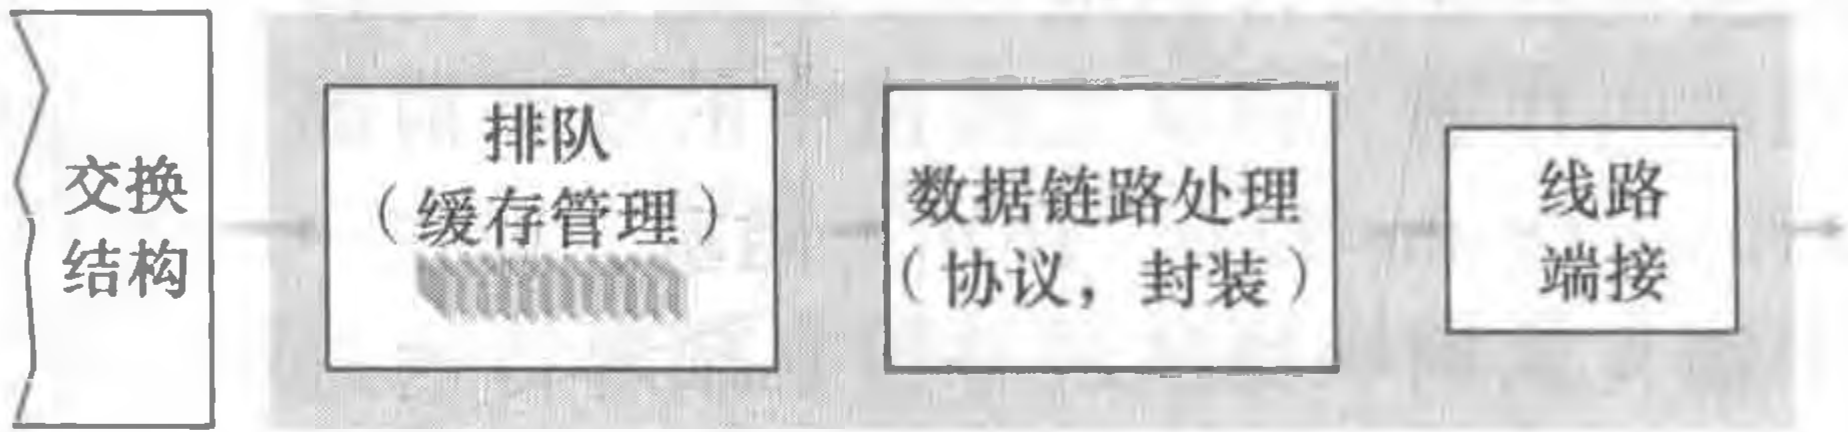 交换
结构
排队
（缓存管理）
数据链路处理
（协议，封装）
线路
端接